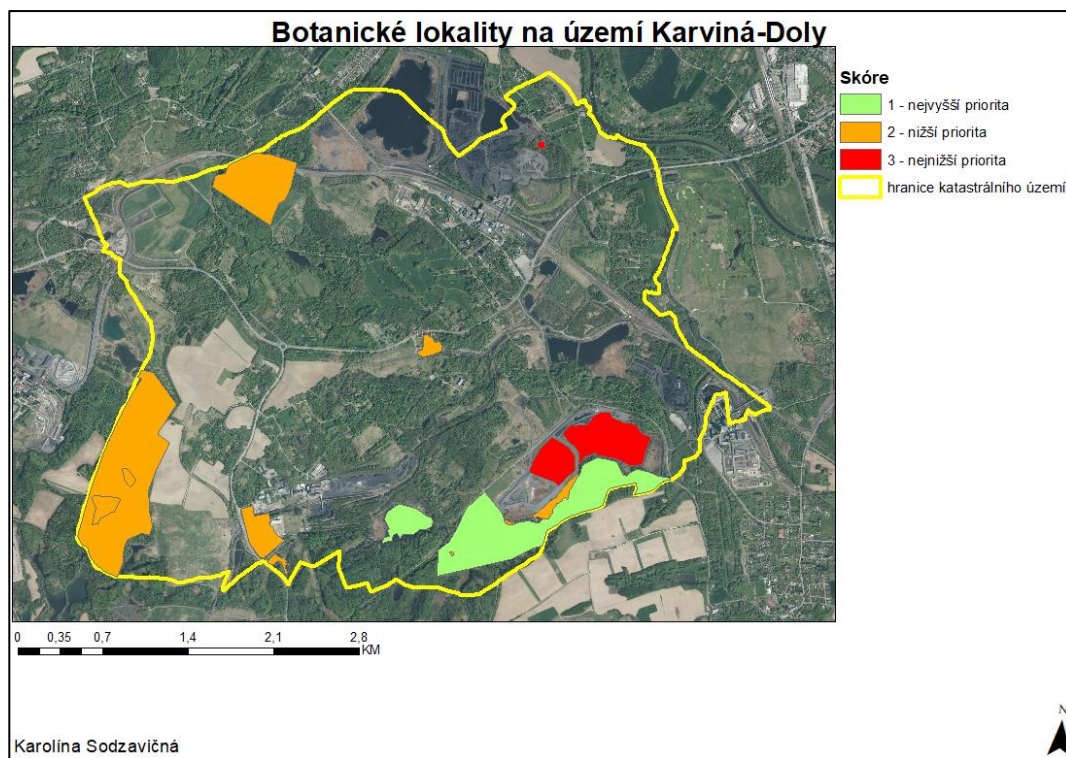 Botanické lokality na území Karviná-Doly
Skóre
1 - nejvyšší priorita
2 - nižší priorita
3 - nejnižší priorita
hranice katastrálního území
0 0,35 0,7 1,4 2,1 2,8
KM
Karolína Sodzavičná
N